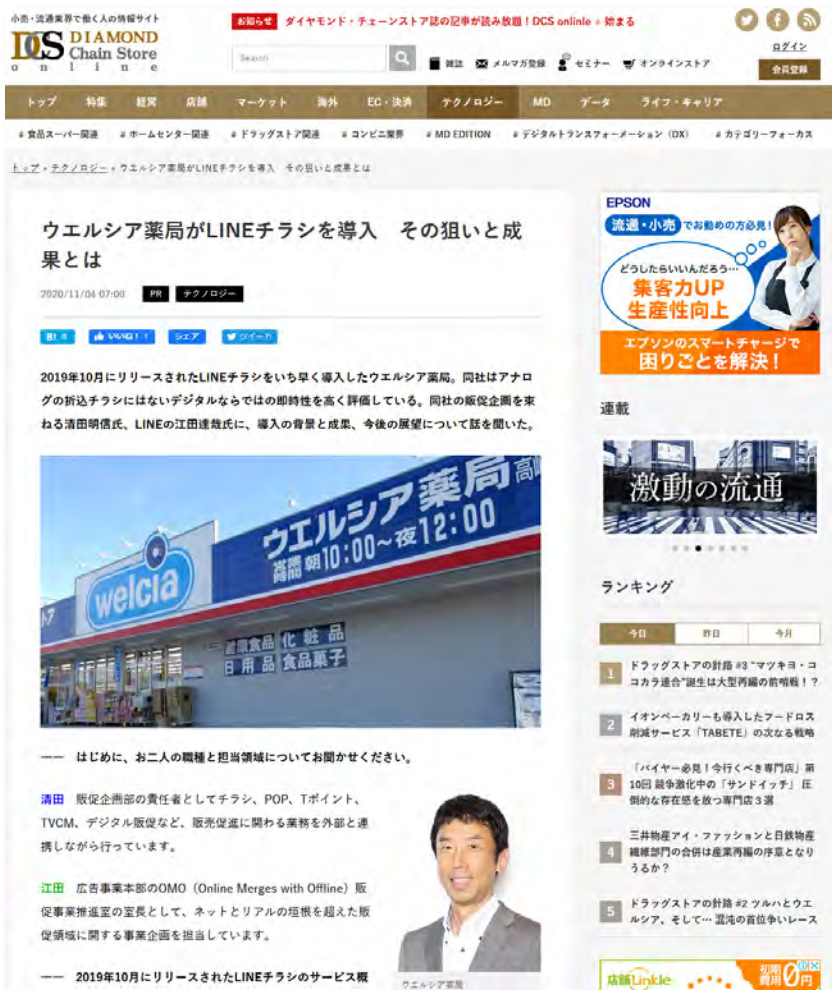 小売・流通業界で働く人の情報サイト
DCS DIAMOND
Chain Store
online
お知らせ ダイヤモンド・チェーンストア誌の記事が読み放題！DCS onlinle + 始まる
Search
雑誌 メルマガ登録 セミナー オンラインストア
ログイン
会員登録
トップ 特集 経営 店舗 マーケット 海外 EC・決済 テクノロジー MD データ ライフ・キャリア
# 食品スーパー関連 # ホームセンター関連 # ドラッグストア関連 # コンビニ業界 # MD EDITION # デジタルトランスフォーメーション（DX） # カテゴリーフォーカス
トップ » テクノロジー » ウエルシア薬局がLINEチラシを導入 その狙いと成果とは
ウエルシア薬局がLINEチラシを導入 その狙いと成
果とは
2020/11/04 07:00 PR テクノロジー
B! 0 いいね！ 1 シェア ツイート
2019年10月にリリースされたLINEチラシをいち早く導入したウエルシア薬局。同社はアナロ
グの折込チラシにはないデジタルならではの即時性を高く評価している。同社の販促企画を束
ねる清田明信氏、LINEの江田達哉氏に、導入の背景と成果、今後の展望について話を聞いた。
ウエルシア薬局 高
営業時間 朝10:00～夜12:00
welcia
健康食品 化粧品
日用品 食品菓子
―― はじめに、お二人の職種と担当領域についてお聞かせください。
清田 販促企画部の責任者としてチラシ、POP、Tポイント、
TVCM、デジタル販促など、販売促進に関わる業務を外部と連
携しながら行っています。
江田 広告事業本部のOMO（Online Merges with Offline）販
促事業推進室の室長として、ネットとリアルの垣根を超えた販
促領域に関する事業企画を担当しています。
―― 2019年10月にリリースされたLINEチラシのサービス概
ウエルシア薬局
EPSON
流通・小売 でお勤めの方必見！
どうしたらいいんだろう…
集客力UP
生産性向上
エプソンのスマートチャージで
困りごとを解決！
連載
激動の流通
ランキング
今日 昨日 今月
1 ドラッグストアの針路 #3 “マツキヨ・コ
コカラ連合”誕生は大型再編の前哨戦！？
2 イオンベーカリーも導入したフードロス
削減サービス「TABETE」の次なる戦略
3 「バイヤー必見！今行くべき専門店」第
10回 競争激化中の「サンドイッチ」 圧
倒的な存在感を放つ専門店３選
4 三井物産アイ・ファッションと日鉄物産
繊維部門の合併は産業再編の序章となり
うるか？
5 ドラッグストアの針路 #2 ツルハとウエ
ルシア、そして… 混沌の首位争いレース
店舗Linkle 初期費用0円